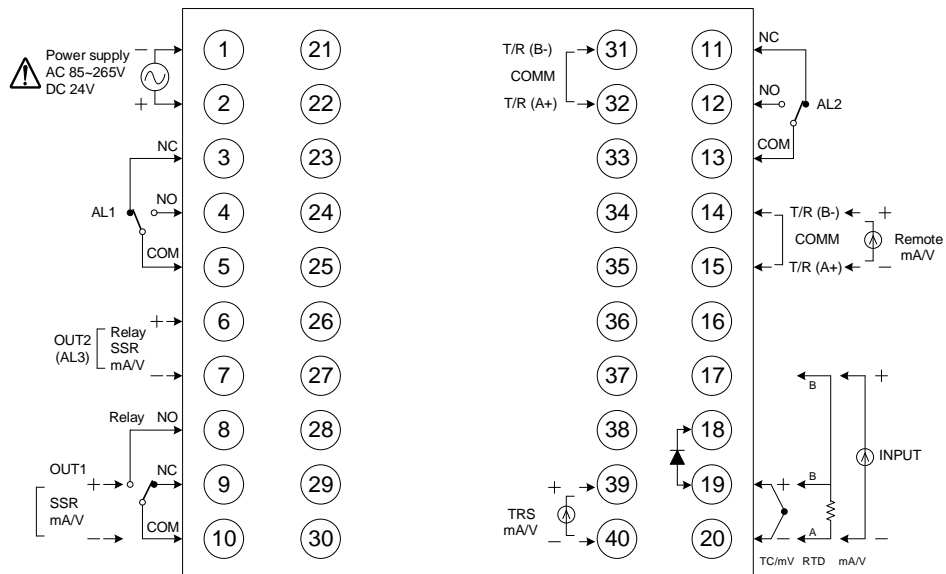 Power supply
AC 85~265V
DC 24V
−
+
1
21
T/R (B-)
31
11
NC
COMM
2
22
T/R (A+)
32
12
NO
AL2
NC
3
23
33
13
COM
AL1
NO
4
24
34
14
T/R (B-)
+
COMM
Remote
mA/V
COM
5
25
35
15
T/R (A+)
−
OUT2
(AL3)
Relay
SSR
mA/V
+
6
26
36
16
−
7
27
37
17
B
+
Relay
NO
8
28
38
18
INPUT
OUT1
+
NC
9
29
+
39
19
+
B
SSR
mA/V
TRS
mA/V
−
COM
10
30
−
40
20
−
A
−
TC/mV
RTD
mA/V